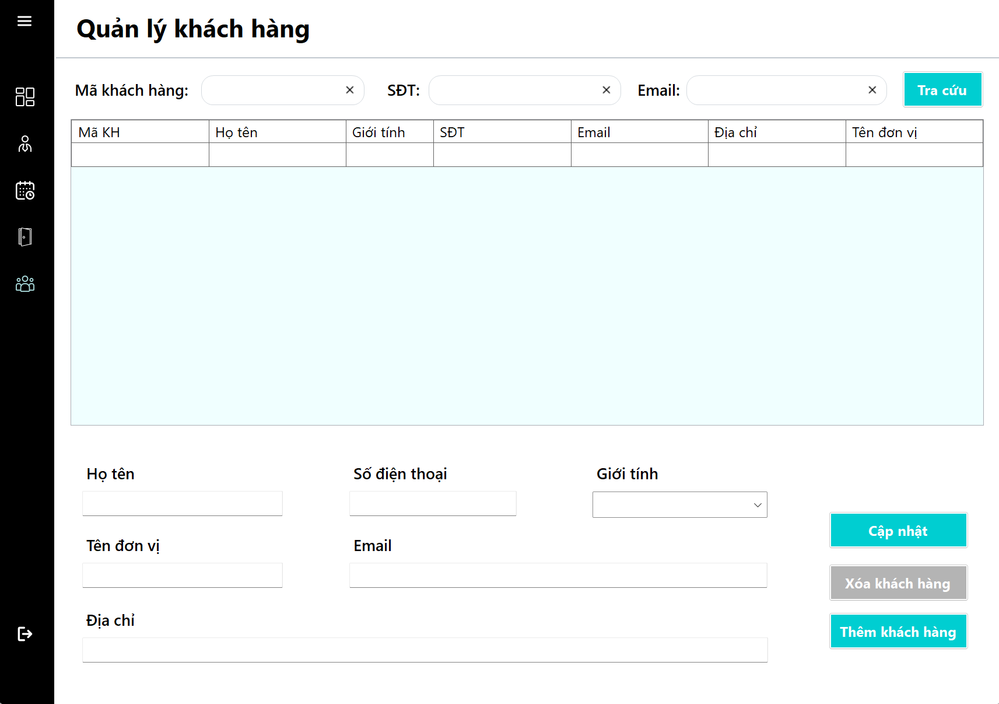 Quản lý khách hàng
Mã khách hàng: SĐT: Email: Tra cứu
Mã KH Họ tên Giới tính SĐT Email Địa chỉ Tên đơn vị
Họ tên Số điện thoại Giới tính
Cập nhật
Tên đơn vị Email
Xóa khách hàng
Địa chỉ
Thêm khách hàng